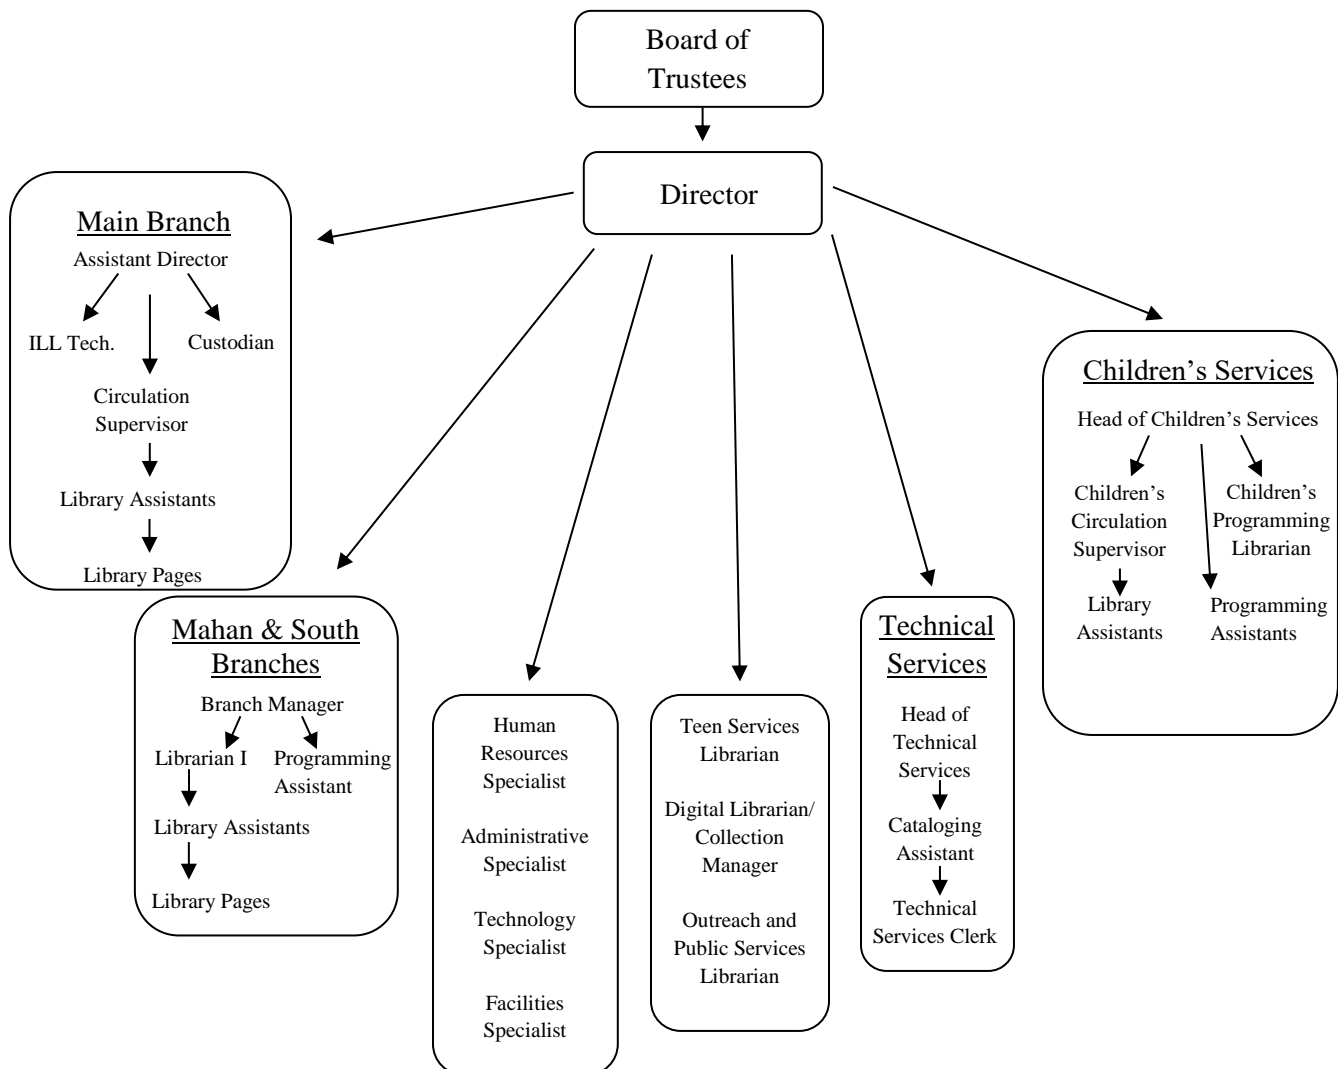 Board of
Trustees
Director
Main Branch
Assistant Director
ILL Tech.
Custodian
Circulation
Supervisor
Library Assistants
Library Pages
Mahan & South
Branches
Branch Manager
Librarian I
Programming
Assistant
Library Assistants
Library Pages
Human
Resources
Specialist
Administrative
Specialist
Technology
Specialist
Facilities
Specialist
Teen Services
Librarian
Digital Librarian/
Collection
Manager
Outreach and
Public Services
Librarian
Technical
Services
Head of
Technical
Services
Cataloging
Assistant
Technical
Services Clerk
Children’s Services
Head of Children’s Services
Children’s
Circulation
Supervisor
Children’s
Programming
Librarian
Library
Assistants
Programming
Assistants